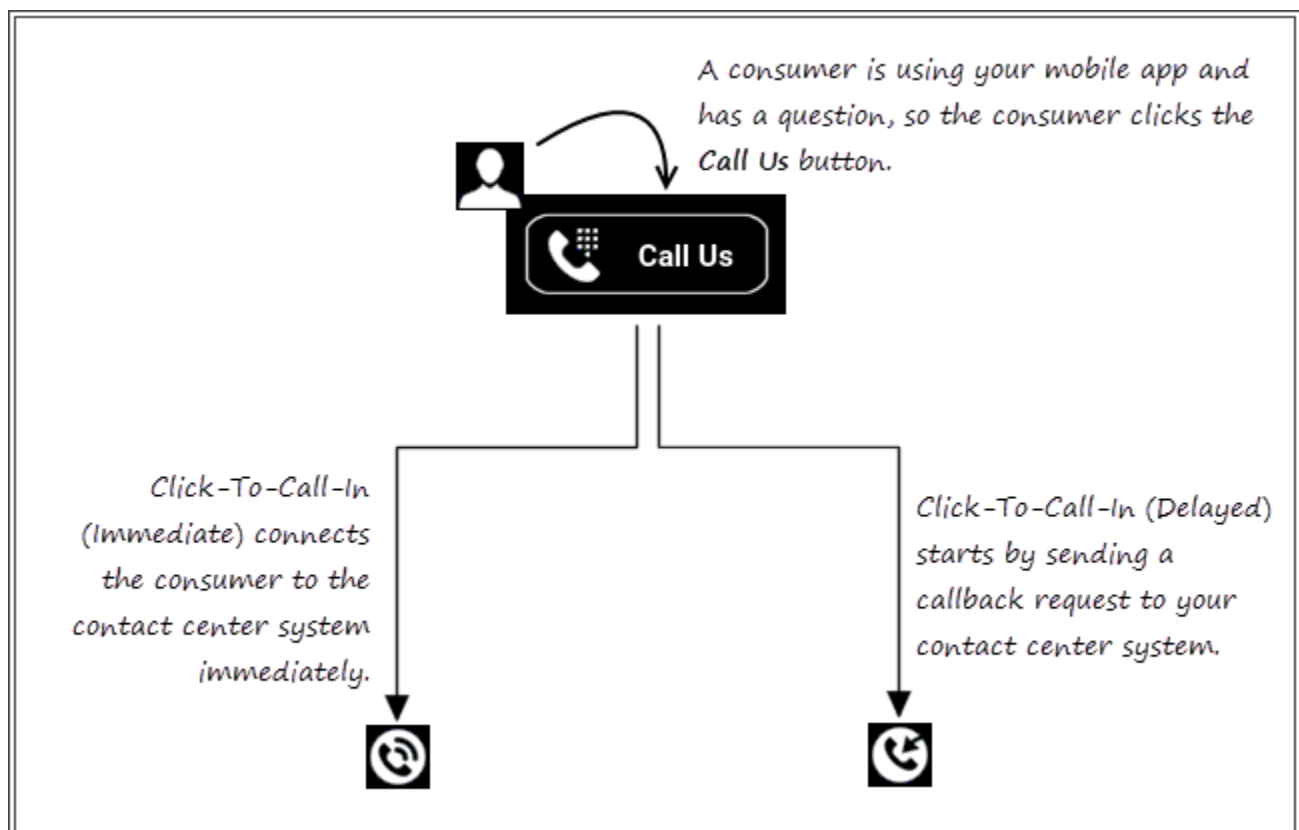 A consumer is using your mobile app and
has a question, so the consumer clicks the
Call Us button.
Call Us
Click-To-Call-In
(Immediate) connects
the consumer to the
contact center system
immediately.
Click-To-Call-In (Delayed)
starts by sending a
callback request to your
contact center system.